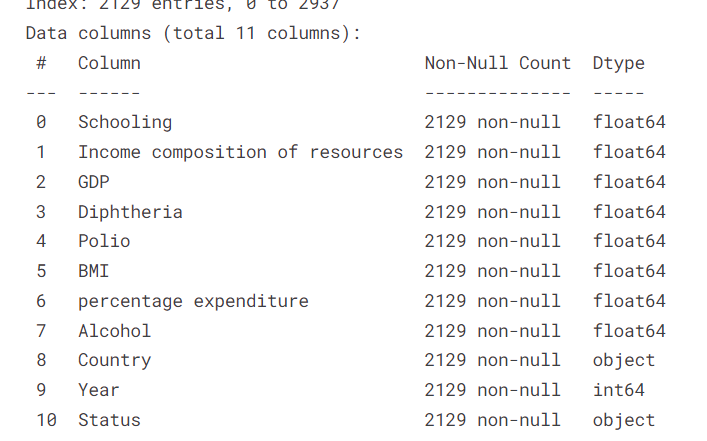 Index: 2129 entries, 0 to 2937
Data columns (total 11 columns):
 #   Column                           Non-Null Count  Dtype
---  ------                           --------------  -----
 0   Schooling                        2129 non-null   float64
 1   Income composition of resources  2129 non-null   float64
 2   GDP                              2129 non-null   float64
 3   Diphtheria                       2129 non-null   float64
 4   Polio                            2129 non-null   float64
 5   BMI                              2129 non-null   float64
 6   percentage expenditure           2129 non-null   float64
 7   Alcohol                          2129 non-null   float64
 8   Country                          2129 non-null   object
 9   Year                             2129 non-null   int64
 10  Status                           2129 non-null   object